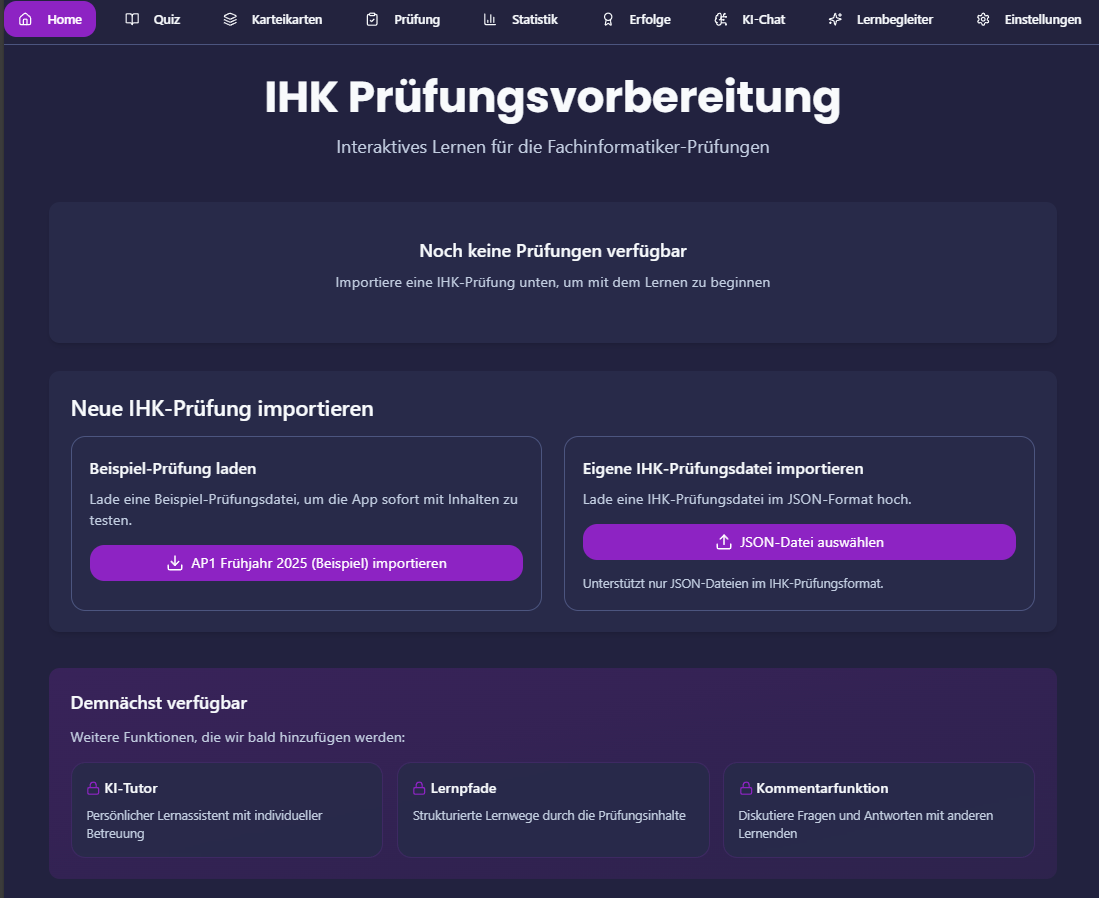 Home Quiz Karteikarten Prüfung Statistik Erfolge KI-Chat Lernbegleiter Einstellungen
IHK Prüfungsvorbereitung
Interaktives Lernen für die Fachinformatiker-Prüfungen
Noch keine Prüfungen verfügbar
Importiere eine IHK-Prüfung unten, um mit dem Lernen zu beginnen
Neue IHK-Prüfung importieren
Beispiel-Prüfung laden
Lade eine Beispiel-Prüfungsdatei, um die App sofort mit Inhalten zu
testen.
AP1 Frühjahr 2025 (Beispiel) importieren
Eigene IHK-Prüfungsdatei importieren
Lade eine IHK-Prüfungsdatei im JSON-Format hoch.
JSON-Datei auswählen
Unterstützt nur JSON-Dateien im IHK-Prüfungsformat.
Demnächst verfügbar
Weitere Funktionen, die wir bald hinzufügen werden:
KI-Tutor
Persönlicher Lernassistent mit individueller
Betreuung
Lernpfade
Strukturierte Lernwege durch die Prüfungsinhalte
Kommentarfunktion
Diskutiere Fragen und Antworten mit anderen
Lernenden